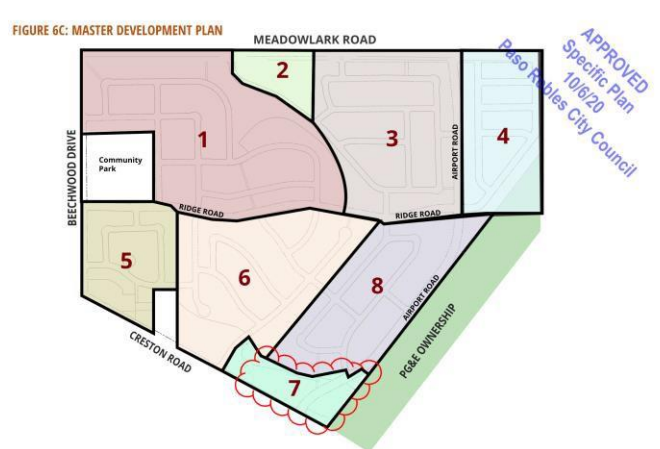 FIGURE 6C: MASTER DEVELOPMENT PLAN
MEADOWLARK ROAD
APPROVED
Specific Plan
10/6/20
Paso Robles City Council
2
1
3
4
AIRPORT ROAD
BEECHWOOD DRIVE
Community
Park
RIDGE ROAD
RIDGE ROAD
5
6
8
AIRPORT ROAD
PG&E OWNERSHIP
CRESTON ROAD
7